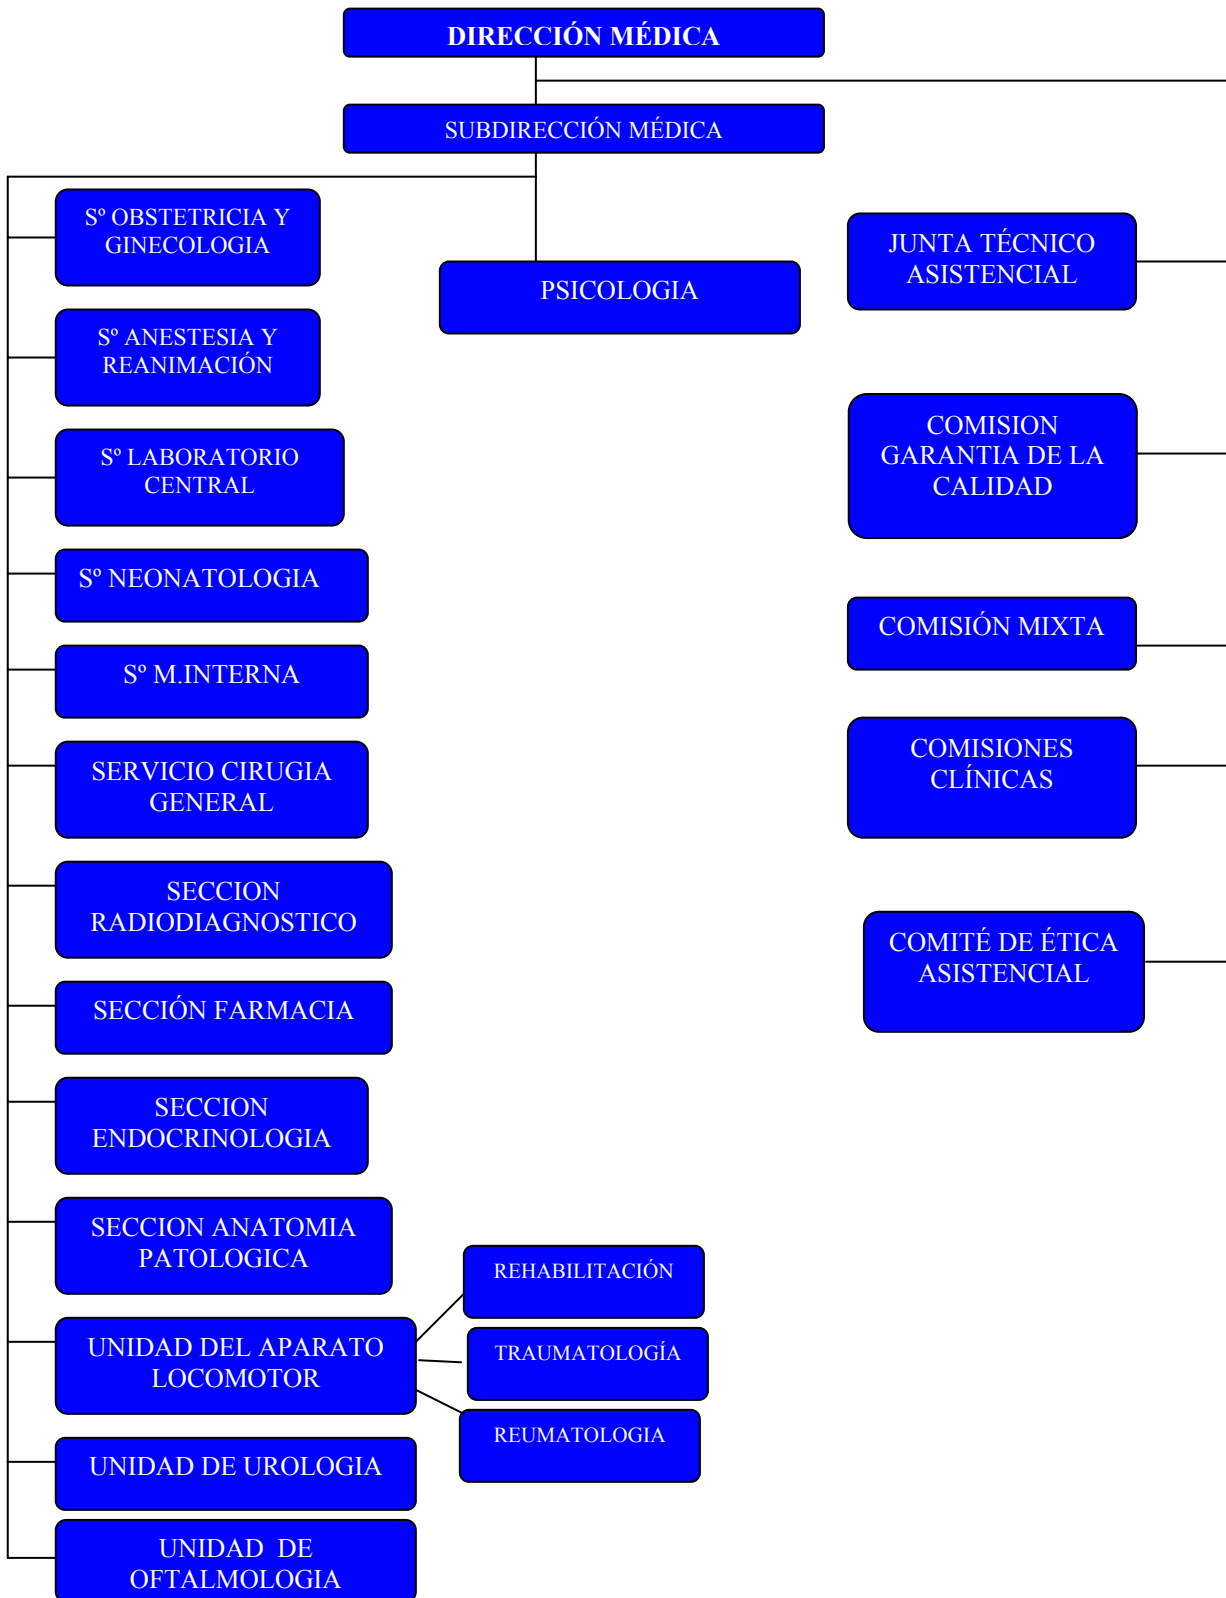 DIRECCIÓN MÉDICA
SUBDIRECCIÓN MÉDICA
Sº OBSTETRICIA Y
GINECOLOGIA
PSICOLOGIA
JUNTA TÉCNICO
ASISTENCIAL
Sº ANESTESIA Y
REANIMACIÓN
COMISION
GARANTIA DE LA
CALIDAD
Sº LABORATORIO
CENTRAL
Sº NEONATOLOGIA
COMISIÓN MIXTA
Sº M.INTERNA
SERVICIO CIRUGIA
GENERAL
COMISIONES
CLÍNICAS
SECCION
RADIODIAGNOSTICO
COMITÉ DE ÉTICA
ASISTENCIAL
SECCIÓN FARMACIA
SECCION
ENDOCRINOLOGIA
SECCION ANATOMIA
PATOLOGICA
UNIDAD DEL APARATO
LOCOMOTOR
REHABILITACIÓN
TRAUMATOLOGÍA
REUMATOLOGIA
UNIDAD DE UROLOGIA
UNIDAD  DE
OFTALMOLOGIA